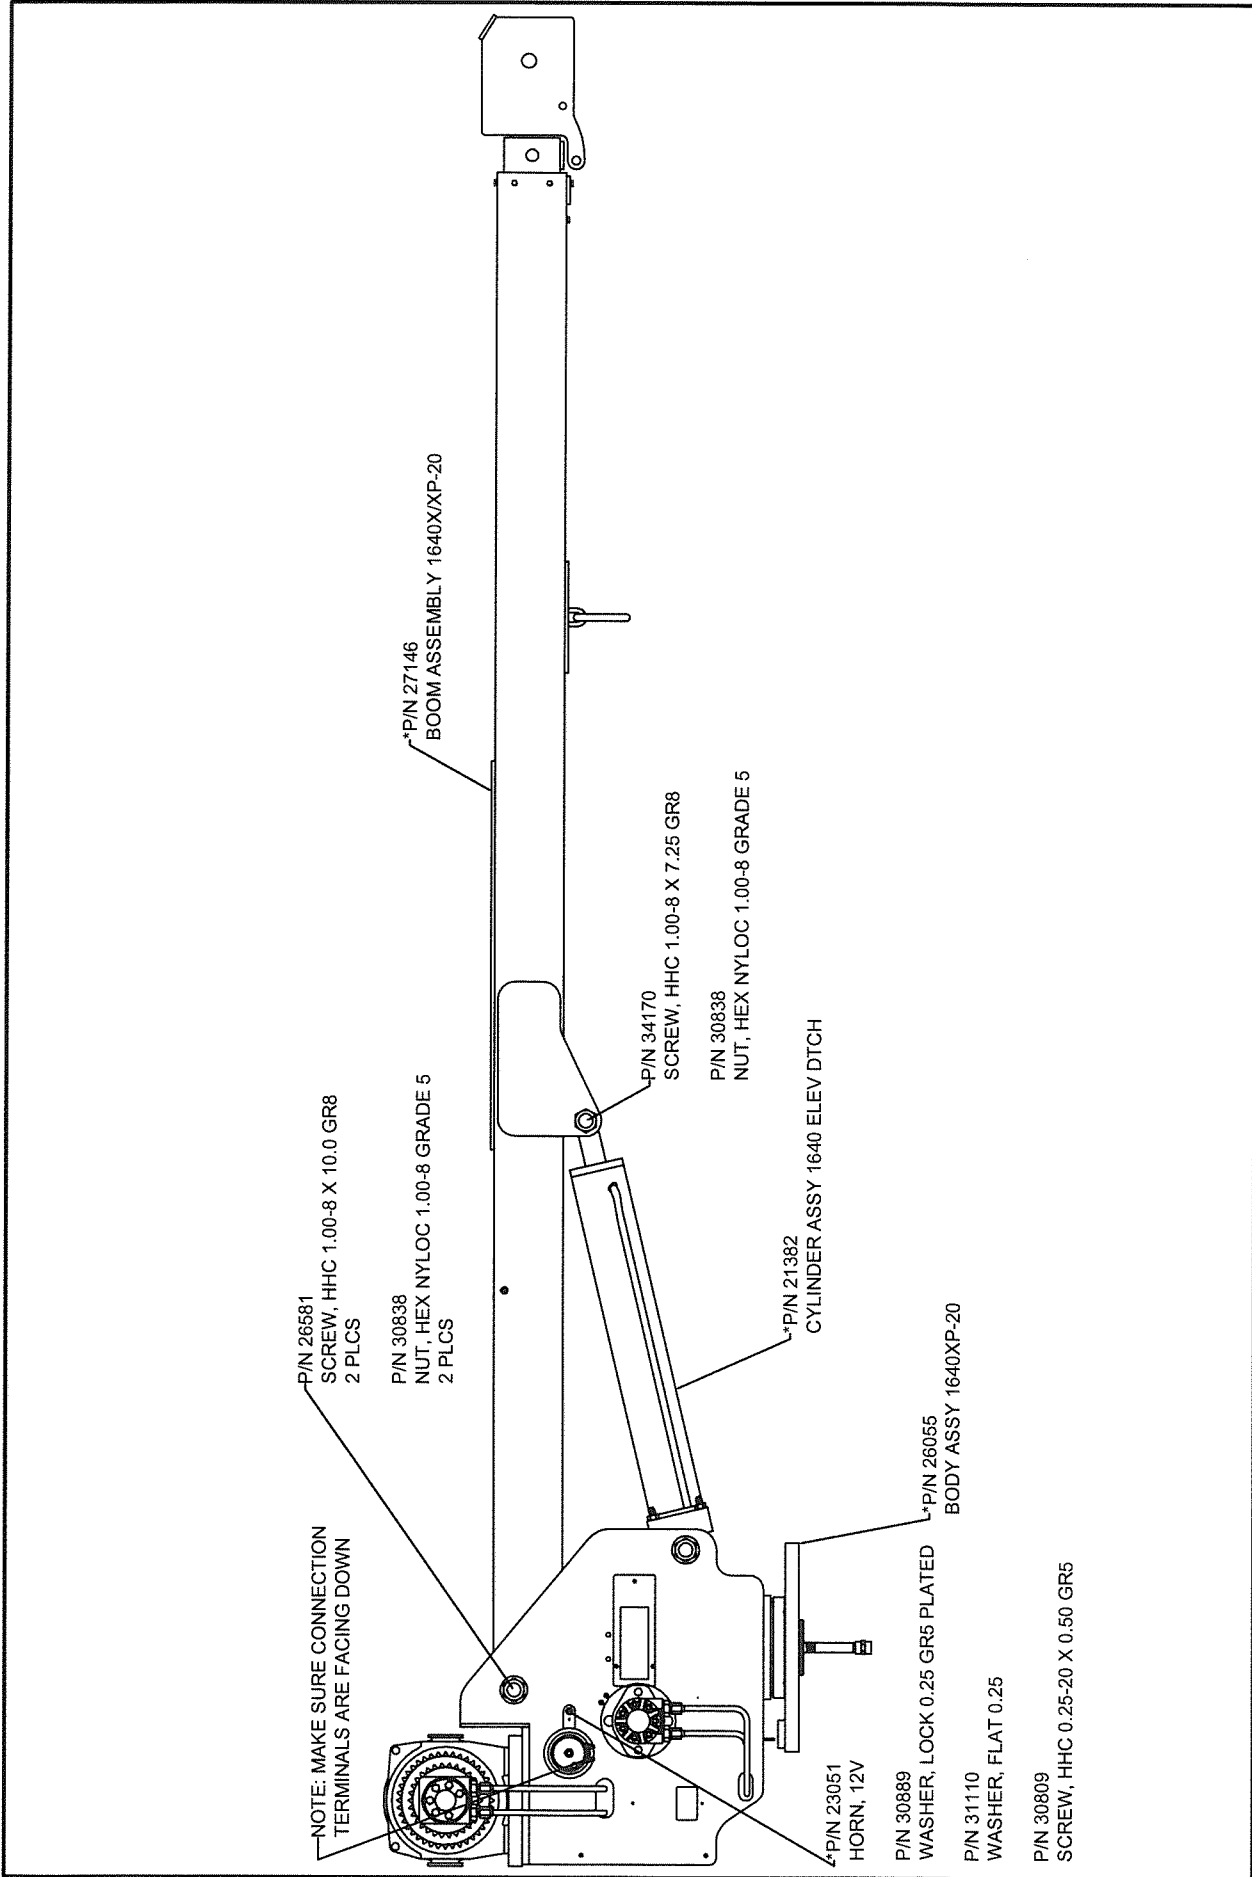 NOTE: MAKE SURE CONNECTION
TERMINALS ARE FACING DOWN
P/N 26581
SCREW, HHC 1.00-8 X 10.0 GR8
2 PLCS
P/N 30838
NUT, HEX NYLOC 1.00-8 GRADE 5
2 PLCS
*P/N 27146
BOOM ASSEMBLY 1640X/XP-20
P/N 34170
SCREW, HHC 1.00-8 X 7.25 GR8
P/N 30838
NUT, HEX NYLOC 1.00-8 GRADE 5
*P/N 21382
CYLINDER ASSY 1640 ELEV DTCH
*P/N 26055
BODY ASSY 1640XP-20
*P/N 23051
HORN, 12V
P/N 30889
WASHER, LOCK 0.25 GR5 PLATED
P/N 31110
WASHER, FLAT 0.25
P/N 30809
SCREW, HHC 0.25-20 X 0.50 GR5